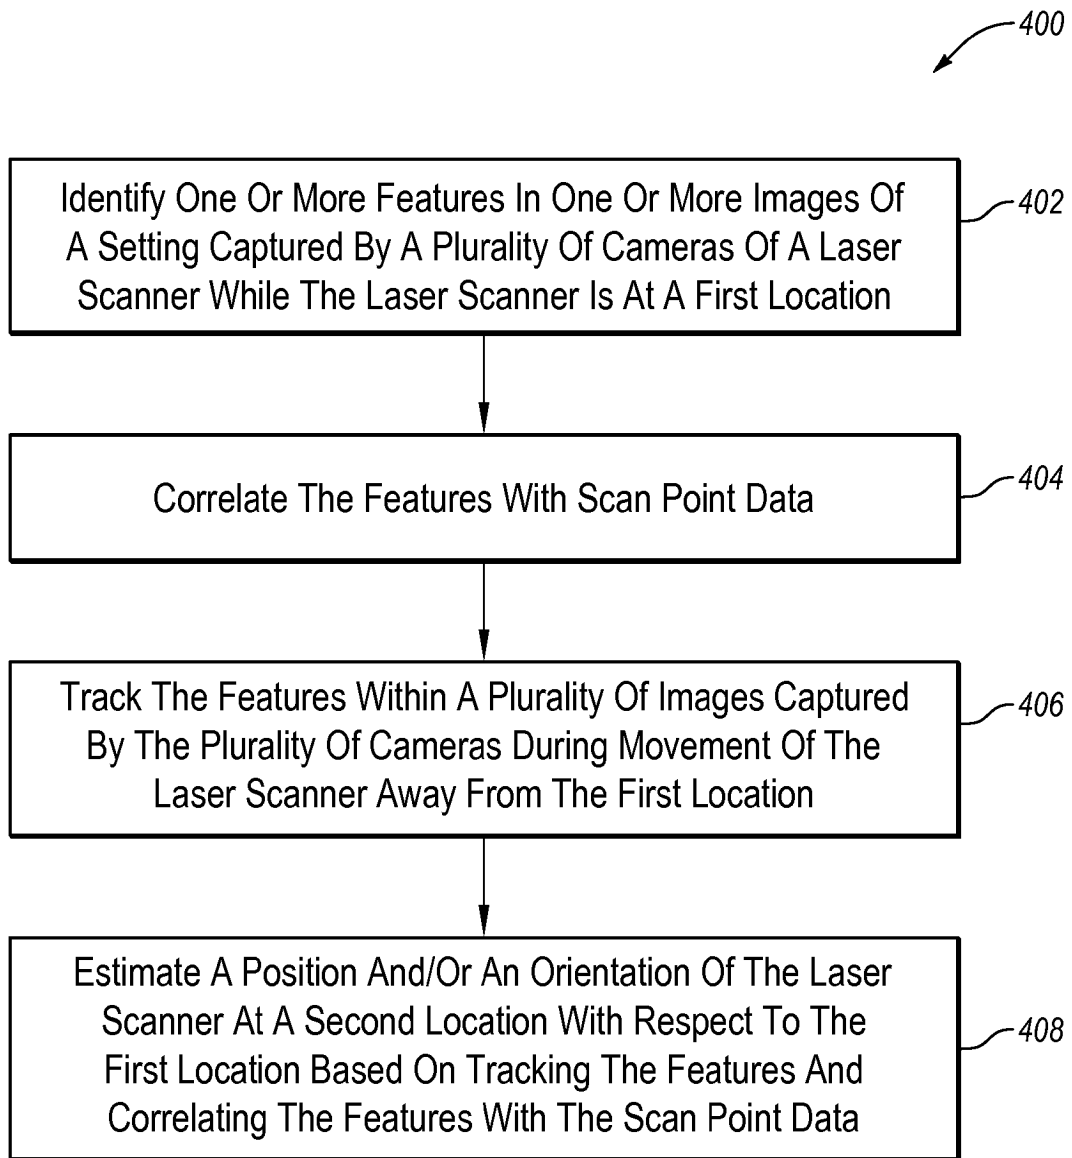 400
Identify One Or More Features In One Or More Images Of
A Setting Captured By A Plurality Of Cameras Of A Laser
Scanner While The Laser Scanner Is At A First Location
402
Correlate The Features With Scan Point Data
404
Track The Features Within A Plurality Of Images Captured
By The Plurality Of Cameras During Movement Of The
Laser Scanner Away From The First Location
406
Estimate A Position And/Or An Orientation Of The Laser
Scanner At A Second Location With Respect To The
First Location Based On Tracking The Features And
Correlating The Features With The Scan Point Data
408